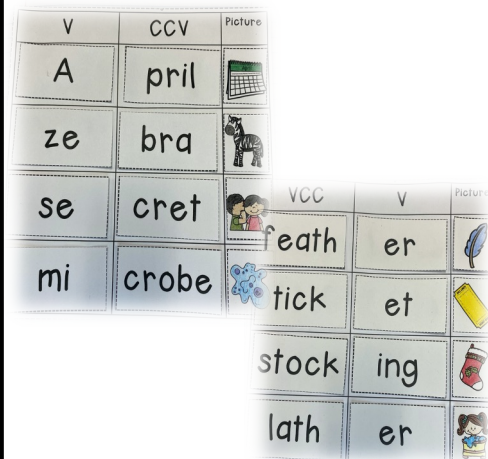 V CCV Picture
A pril
ze bra
se cret
mi crobe
VCC V Picture
feath er
tick et
stock ing
lath er